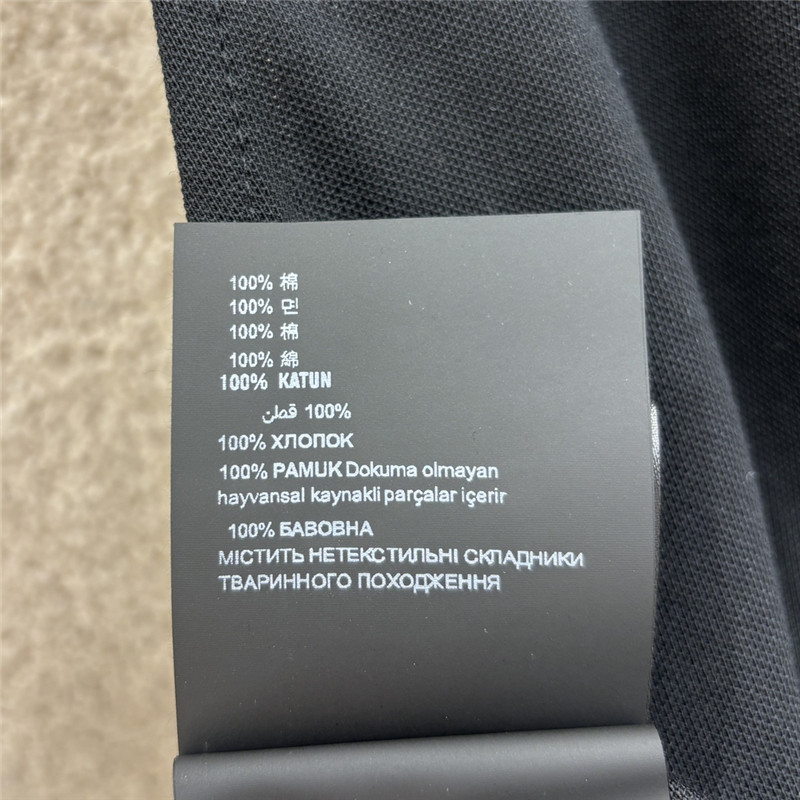 100% 棉
100% 면
100% 棉
100% 綿
100% KATUN
100% قطن
100% ХЛОПОК
100% PAMUK Dokuma olmayan
hayvansal kaynakli parçalar içerir
100% БАВОВНА
МІСТИТЬ НЕТЕКСТИЛЬНІ СКЛАДНИКИ
ТВАРИННОГО ПОХОДЖЕННЯ